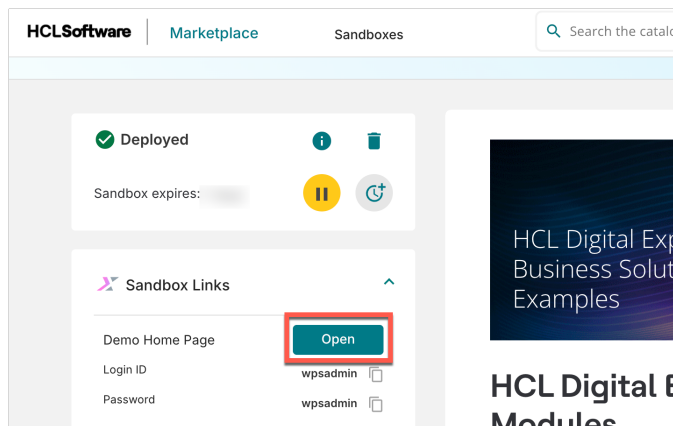 HCLSoftware
Marketplace
Sandboxes
Search the catalo
Deployed
Sandbox expires:
Sandbox Links
Demo Home Page
Open
Login ID
wpsadmin
Password
wpsadmin
HCL Digital Exp
Business Solut
Examples
HCL Digital E
Modules